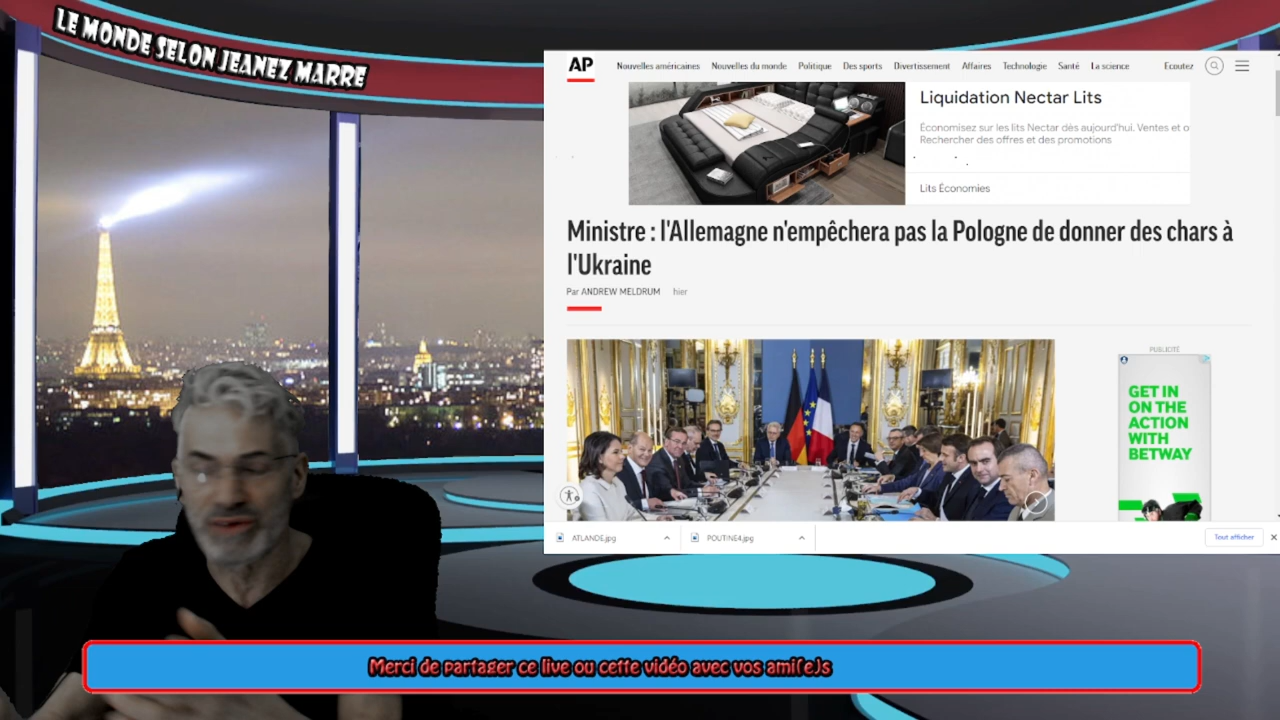 LE MONDE SELON JEANEZ MARRE
AP
Nouvelles américaines Nouvelles du monde Politique Des sports Divertissement Affaires Technologie Santé La science Ecoutez
Liquidation Nectar Lits
Économisez sur les lits Nectar dès aujourd'hui. Ventes et o
Rechercher des offres et des promotions
Lits Économies
Ministre : l'Allemagne n'empêchera pas la Pologne de donner des chars à
l'Ukraine
Par ANDREW MELDRUM hier
PUBLICITÉ
GET IN
ON THE
ACTION
WITH
BETWAY
ATLANDE.jpg
POUTINE4.jpg
Tout afficher
Merci de partager ce live ou cette vidéo avec vos ami(e)s